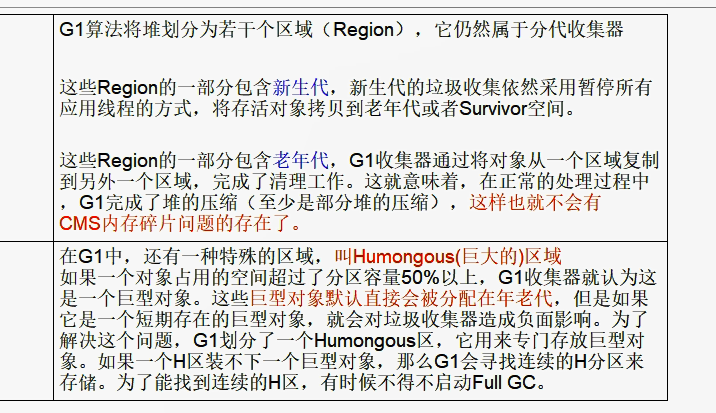 G1算法将堆划分为若干个区域（Region），它仍然属于分代收集器
这些Region的一部分包含新生代，新生代的垃圾收集依然采用暂停所有
应用线程的方式，将存活对象拷贝到老年代或者Survivor空间。
这些Region的一部分包含老年代，G1收集器通过将对象从一个区域复制
到另外一个区域，完成了清理工作。这就意味着，在正常的处理过程中
，G1完成了堆的压缩（至少是部分堆的压缩），这样也就不会有
CMS内存碎片问题的存在了。
在G1中，还有一种特殊的区域，叫Humongous(巨大的)区域
如果一个对象占用的空间超过了分区容量50%以上，G1收集器就认为这
是一个巨型对象。这些巨型对象默认直接会被分配在年老代，但是如果
它是一个短期存在的巨型对象，就会对垃圾收集器造成负面影响。为了
解决这个问题，G1划分了一个Humongous区，它用来专门存放巨型对
象。如果一个H区装不下一个巨型对象，那么G1会寻找连续的H分区来
存储。为了能找到连续的H区，有时候不得不启动Full GC。